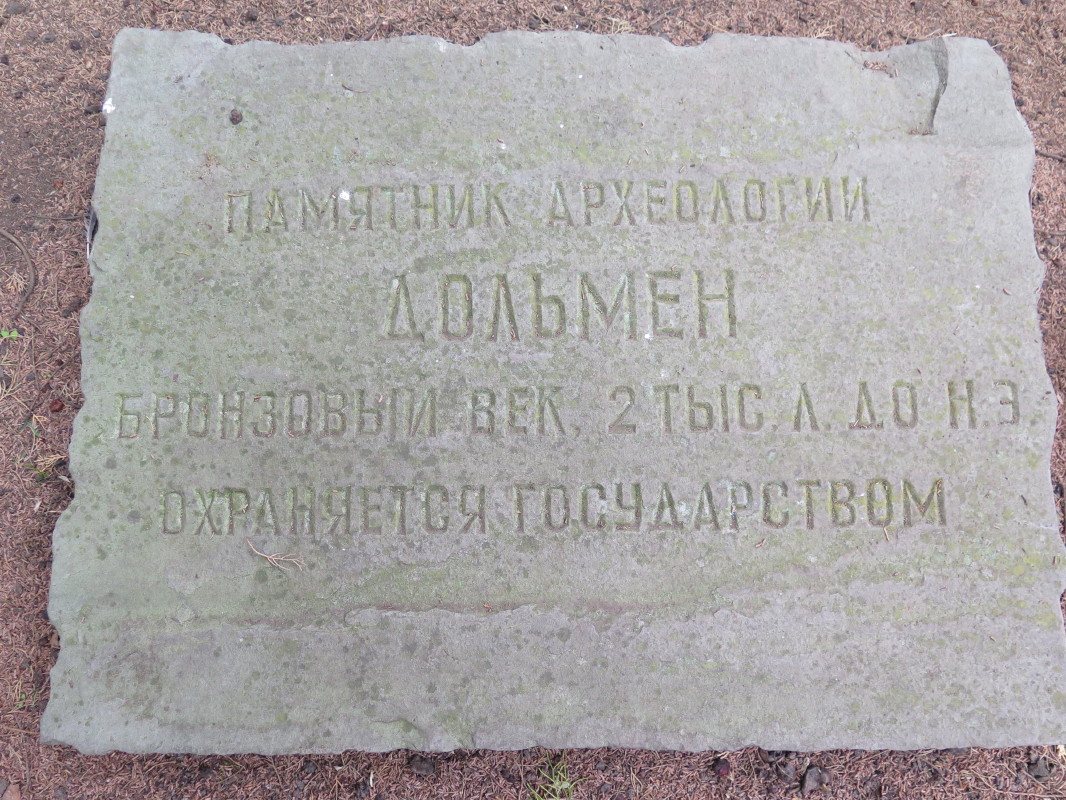 ПАМЯТНИК АРХЕОЛОГИИ
ДОЛЬМЕН
БРОНЗОВЫЙ ВЕК, 2 ТЫС. Л. ДО Н.Э.
ОХРАНЯЕТСЯ ГОСУДАРСТВОМ